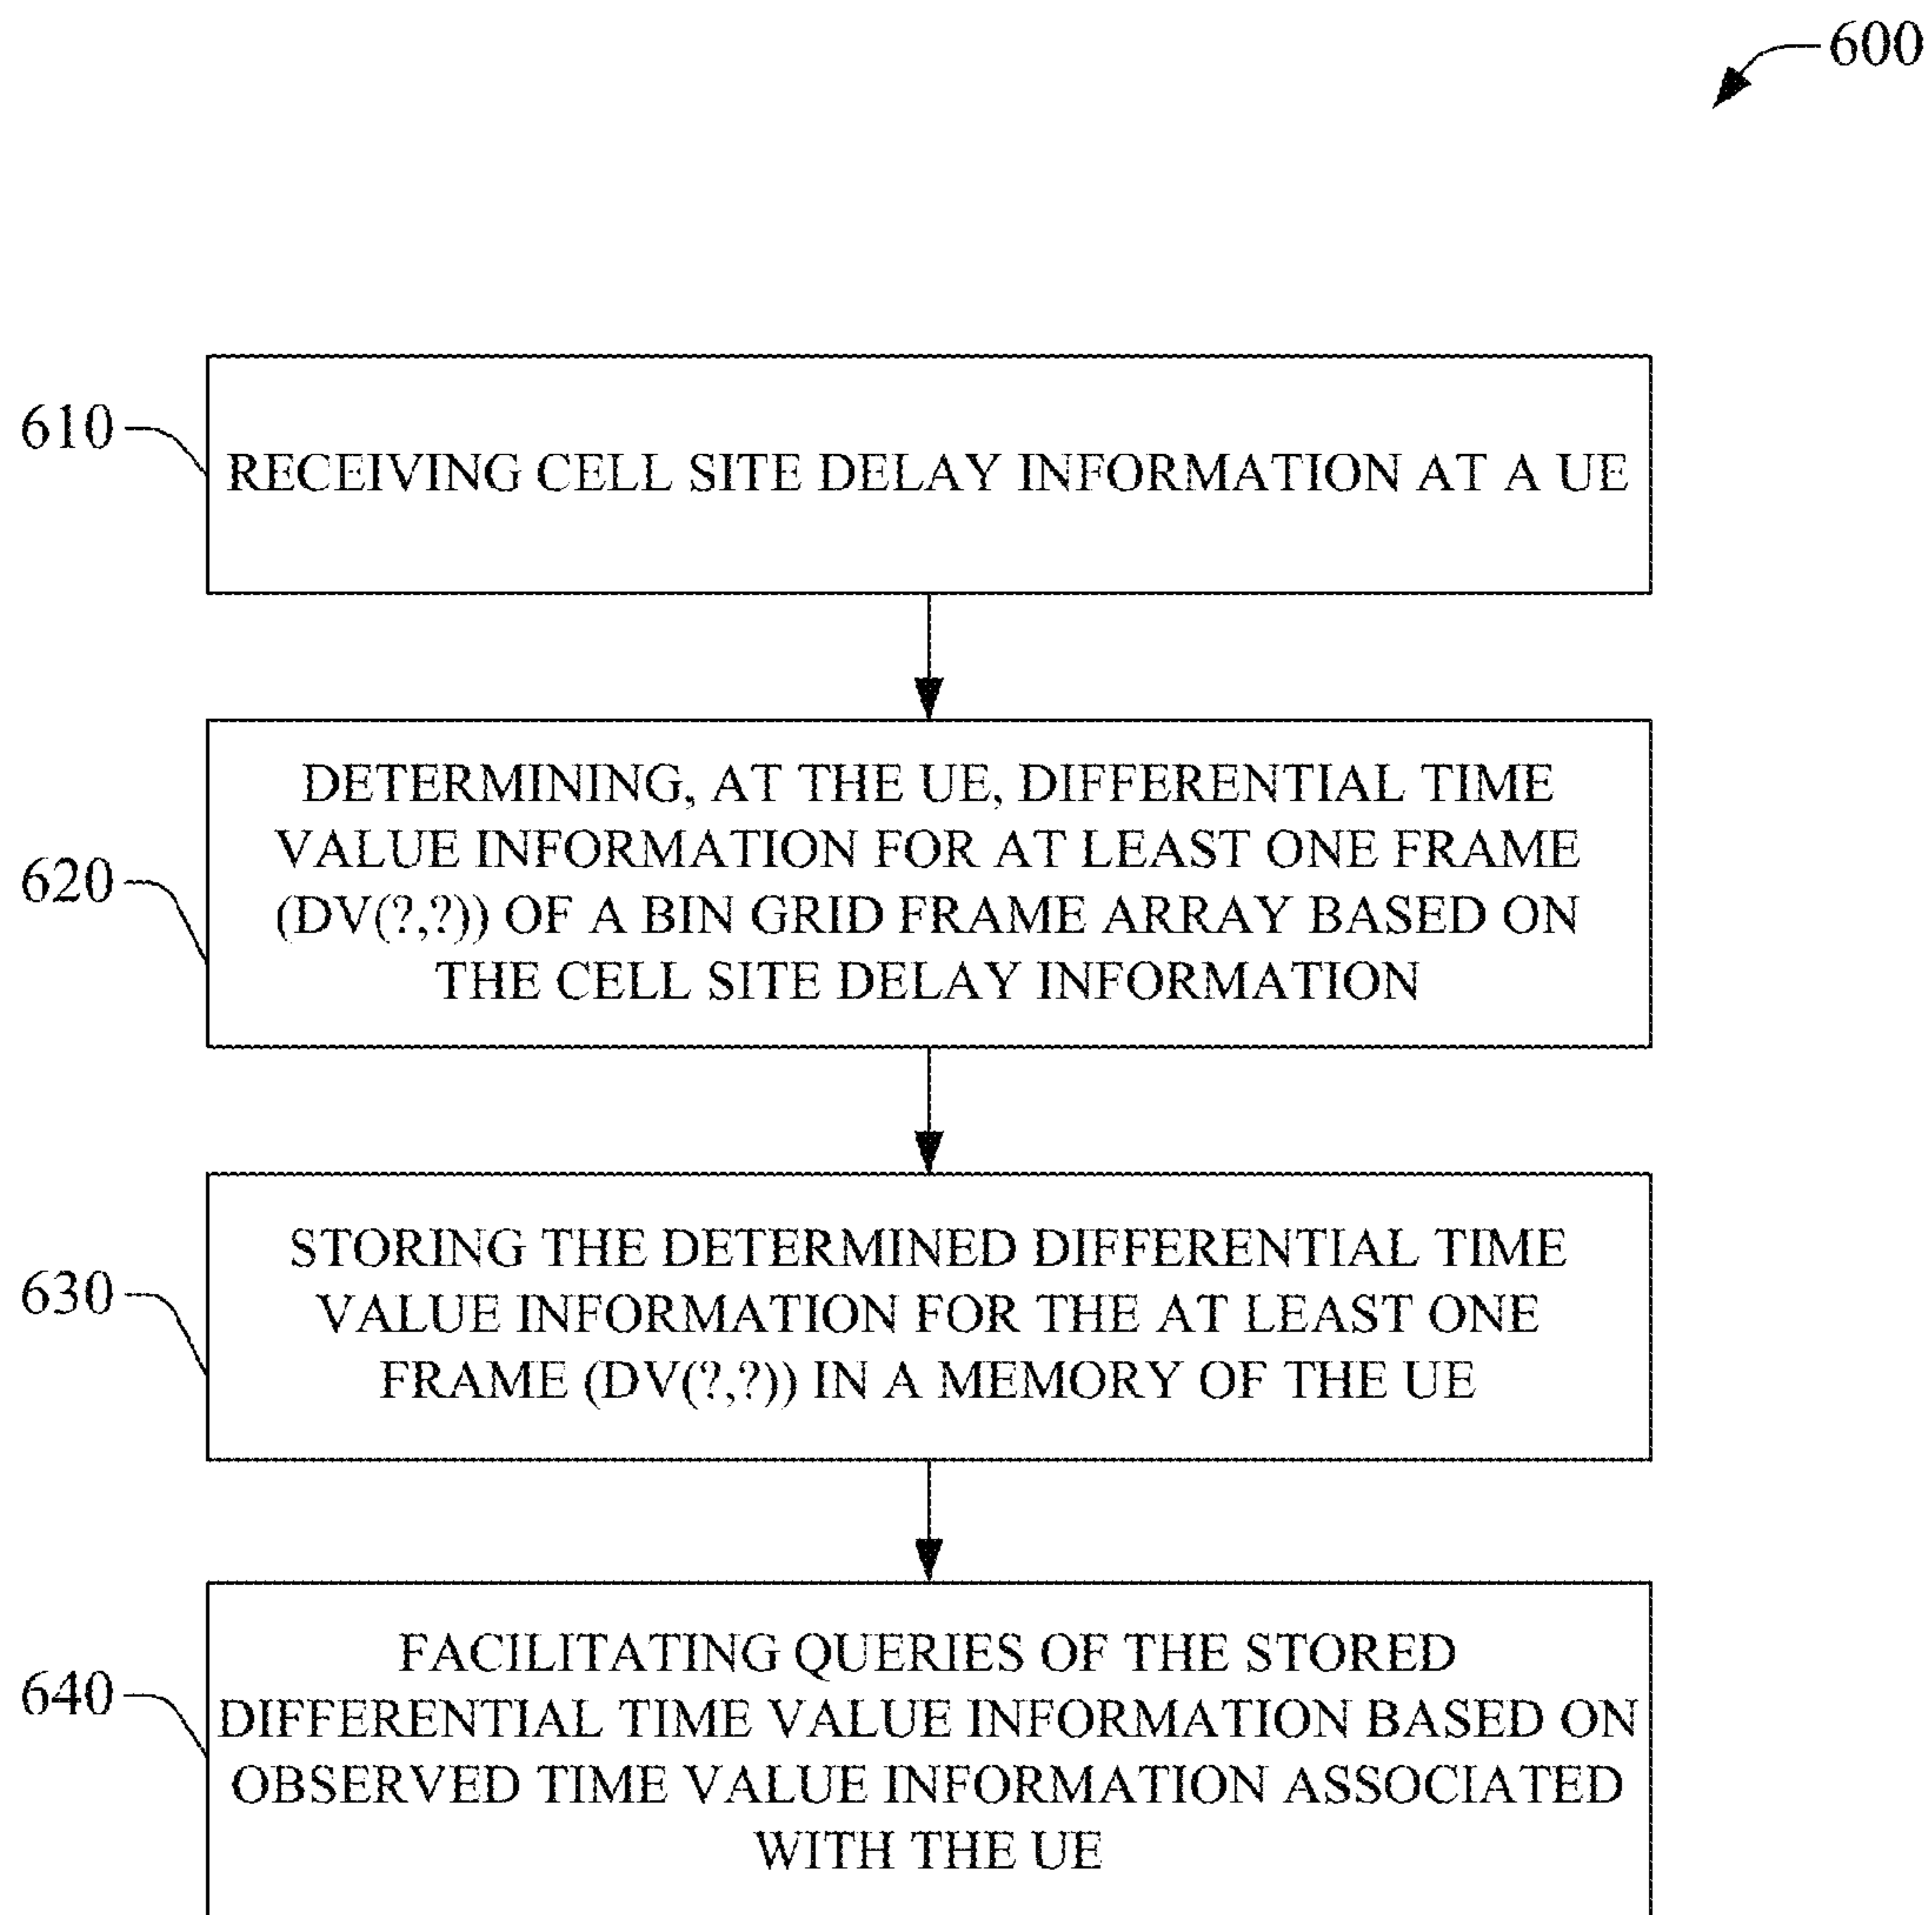 600
610
RECEIVING CELL SITE DELAY INFORMATION AT A UE
620
DETERMINING, AT THE UE, DIFFERENTIAL TIME
VALUE INFORMATION FOR AT LEAST ONE FRAME
(DV(?,?)) OF A BIN GRID FRAME ARRAY BASED ON
THE CELL SITE DELAY INFORMATION
630
STORING THE DETERMINED DIFFERENTIAL TIME
VALUE INFORMATION FOR THE AT LEAST ONE
FRAME (DV(?,?)) IN A MEMORY OF THE UE
640
FACILITATING QUERIES OF THE STORED
DIFFERENTIAL TIME VALUE INFORMATION BASED ON
OBSERVED TIME VALUE INFORMATION ASSOCIATED
WITH THE UE